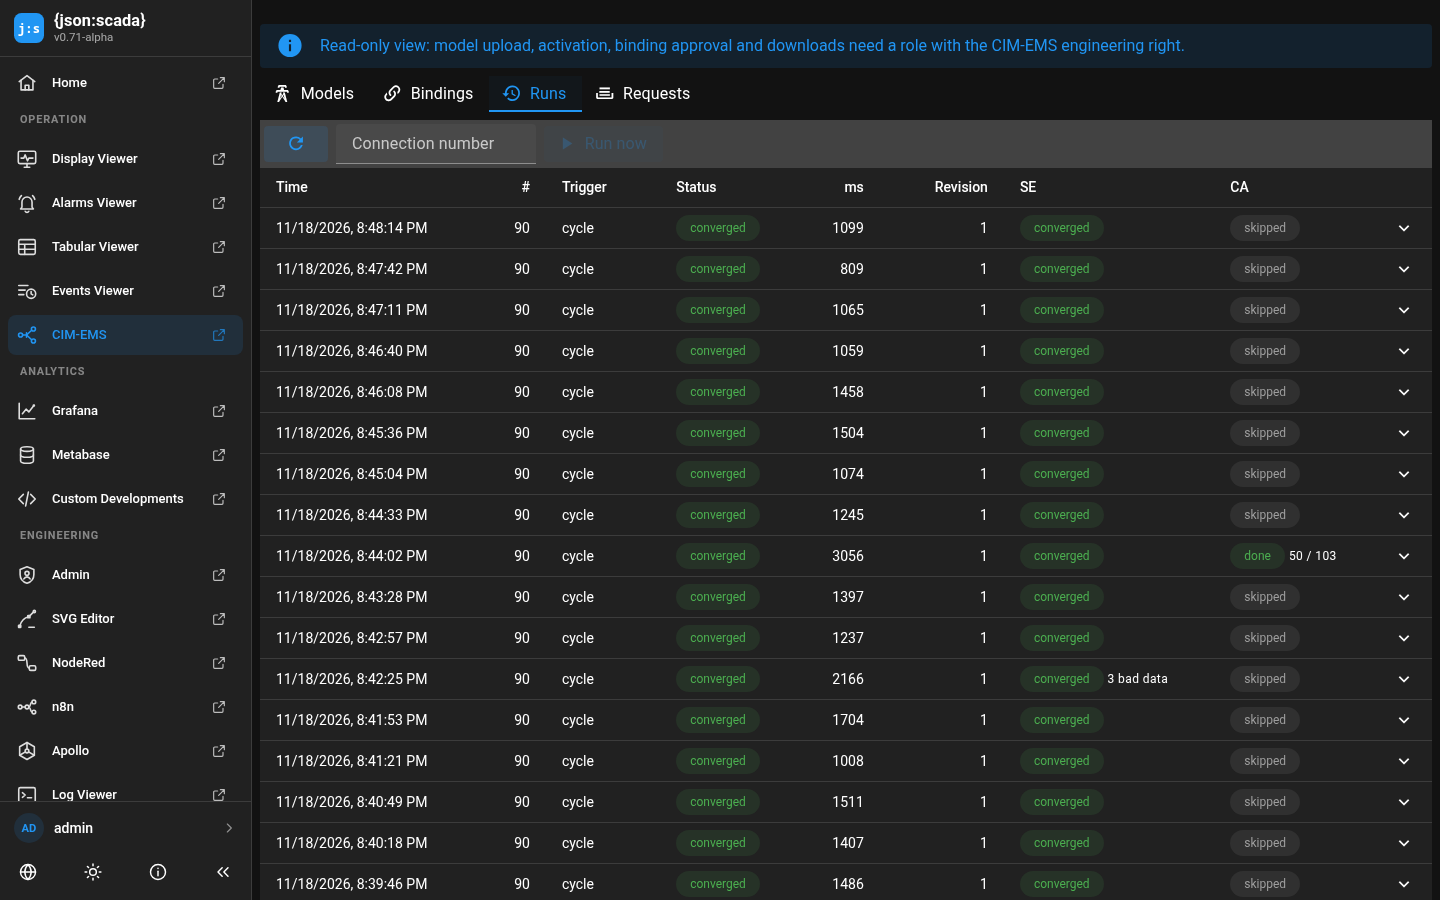 j:s
{json:scada}
v0.71-alpha
Home
OPERATION
Display Viewer
Alarms Viewer
Tabular Viewer
Events Viewer
CIM-EMS
ANALYTICS
Grafana
Metabase
Custom Developments
ENGINEERING
Admin
SVG Editor
NodeRed
n8n
Apollo
Log Viewer
AD admin
Read-only view: model upload, activation, binding approval and downloads need a role with the CIM-EMS engineering right.
Models Bindings Runs Requests
Connection number Run now
Time # Trigger Status ms Revision SE CA
11/18/2026, 8:48:14 PM 90 cycle converged 1099 1 converged skipped
11/18/2026, 8:47:42 PM 90 cycle converged 809 1 converged skipped
11/18/2026, 8:47:11 PM 90 cycle converged 1065 1 converged skipped
11/18/2026, 8:46:40 PM 90 cycle converged 1059 1 converged skipped
11/18/2026, 8:46:08 PM 90 cycle converged 1458 1 converged skipped
11/18/2026, 8:45:36 PM 90 cycle converged 1504 1 converged skipped
11/18/2026, 8:45:04 PM 90 cycle converged 1074 1 converged skipped
11/18/2026, 8:44:33 PM 90 cycle converged 1245 1 converged skipped
11/18/2026, 8:44:02 PM 90 cycle converged 3056 1 converged done 50 / 103
11/18/2026, 8:43:28 PM 90 cycle converged 1397 1 converged skipped
11/18/2026, 8:42:57 PM 90 cycle converged 1237 1 converged skipped
11/18/2026, 8:42:25 PM 90 cycle converged 2166 1 converged 3 bad data skipped
11/18/2026, 8:41:53 PM 90 cycle converged 1704 1 converged skipped
11/18/2026, 8:41:21 PM 90 cycle converged 1008 1 converged skipped
11/18/2026, 8:40:49 PM 90 cycle converged 1511 1 converged skipped
11/18/2026, 8:40:18 PM 90 cycle converged 1407 1 converged skipped
11/18/2026, 8:39:46 PM 90 cycle converged 1486 1 converged skipped